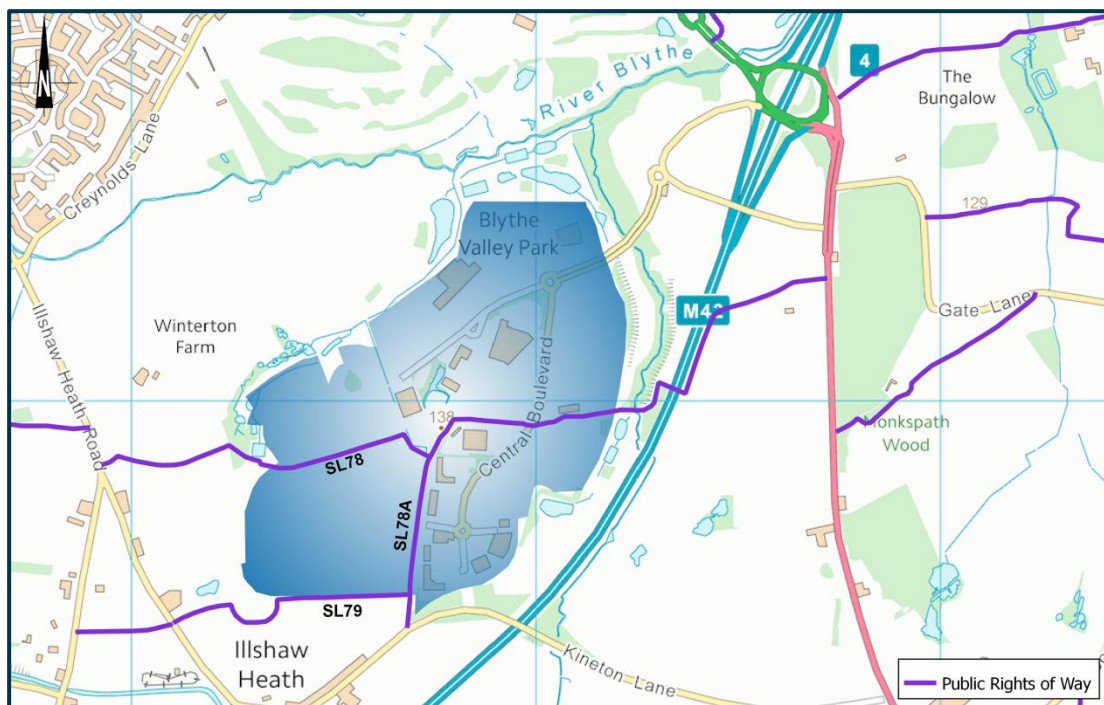 N
Creynolds Lane
River Blythe
4
The
Bungalow
Blythe
Valley Park
129
Illshaw Heath Road
Winterton
Farm
M42
Gate Lane
138
Central Boulevard
Monkspath
Wood
SL78
SL78A
SL79
Illshaw
Heath
Kineton Lane
Public Rights of Way